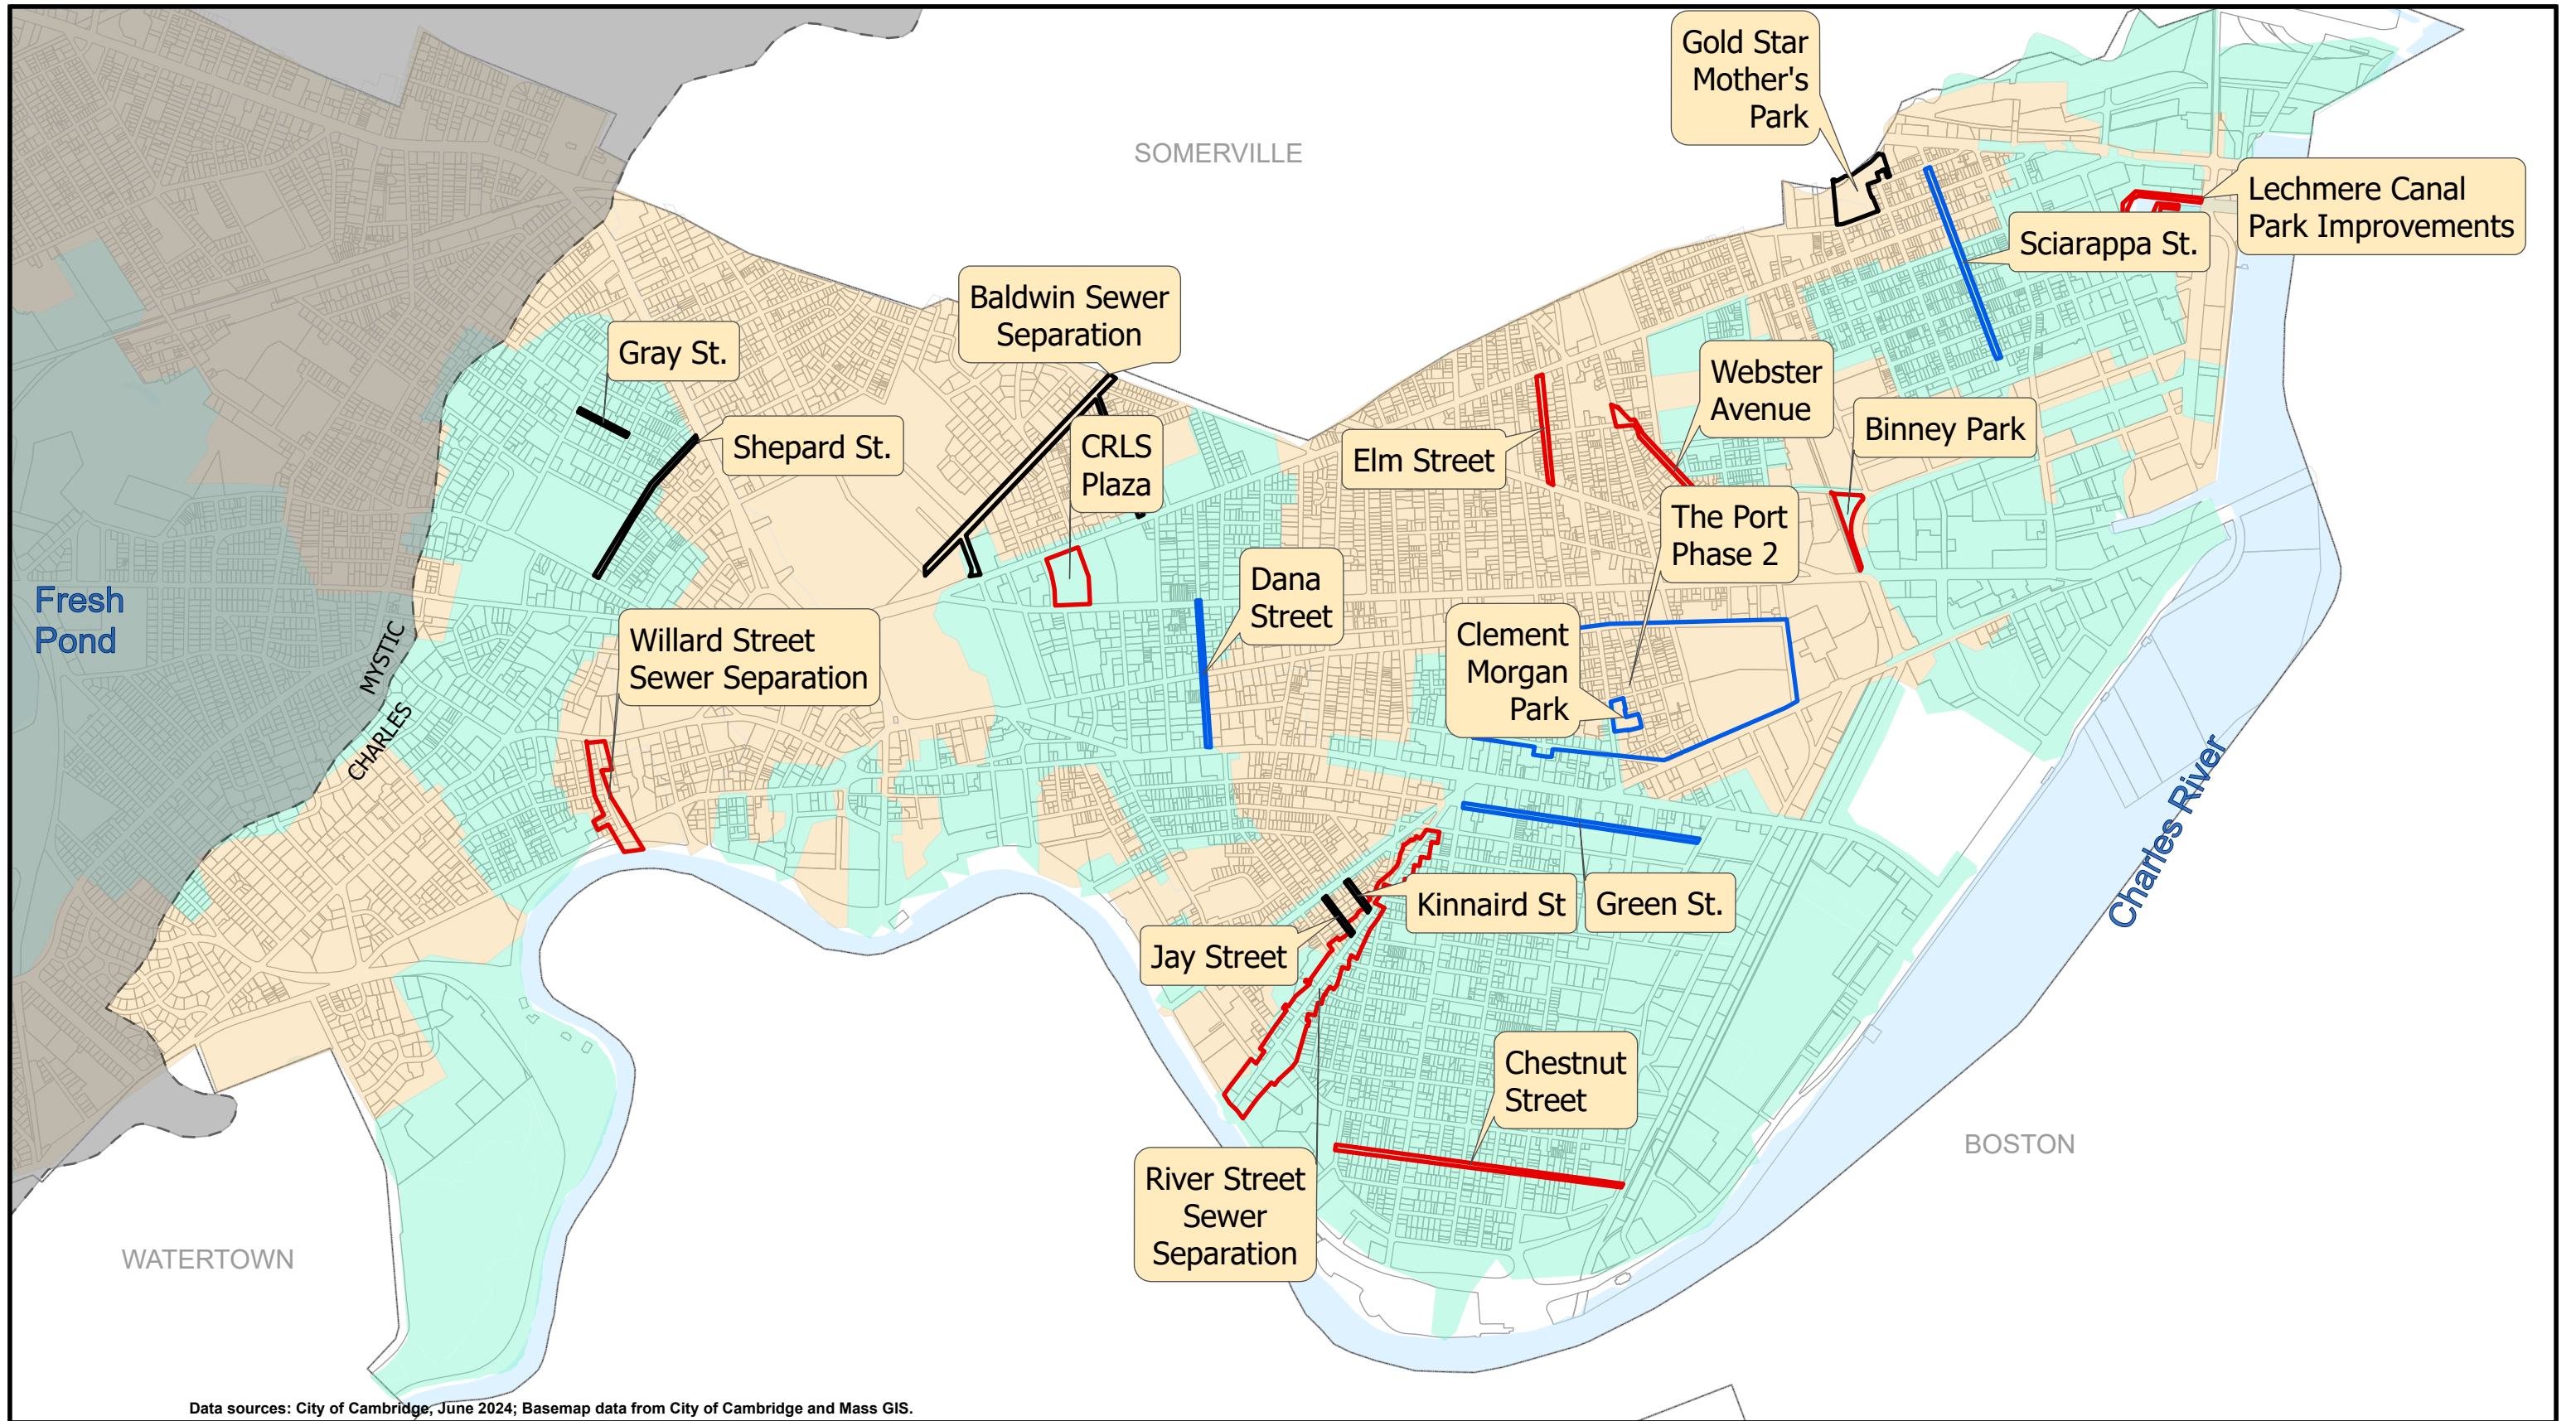 Gold Star
Mother's
Park
SOMERVILLE
Lechmere Canal
Park Improvements
Sciarappa St.
Baldwin Sewer
Separation
Gray St.
Webster
Avenue
Shepard St.
CRLS
Plaza
Elm Street
Binney Park
The Port
Phase 2
Fresh
Pond
Dana
Street
MYSTIC
CHARLES
Willard Street
Sewer Separation
Clement
Morgan
Park
Charles River
Kinnaird St
Green St.
Jay Street
Chestnut
Street
BOSTON
River Street
Sewer
Separation
WATERTOWN
Data sources: City of Cambridge, June 2024; Basemap data from City of Cambridge and Mass GIS.